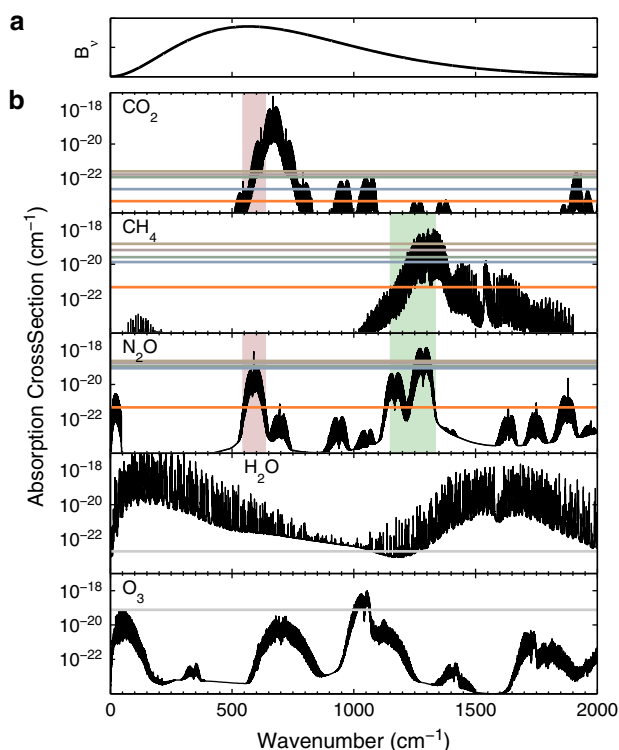 a
Bν
b
Absorption CrossSection (cm⁻¹)
CO₂
10⁻¹⁸
10⁻²⁰
10⁻²²
CH₄
10⁻¹⁸
10⁻²⁰
10⁻²²
N₂O
10⁻¹⁸
10⁻²⁰
10⁻²²
H₂O
10⁻¹⁸
10⁻²⁰
10⁻²²
O₃
10⁻¹⁸
10⁻²⁰
10⁻²²
0 500 1000 1500 2000
Wavenumber (cm⁻¹)